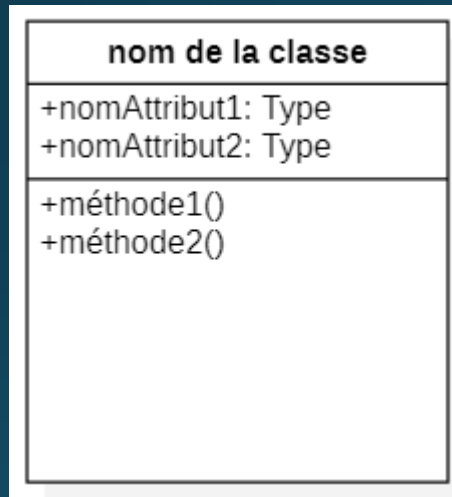 nom de la classe
+nomAttribut1: Type
+nomAttribut2: Type
+méthode1()
+méthode2()